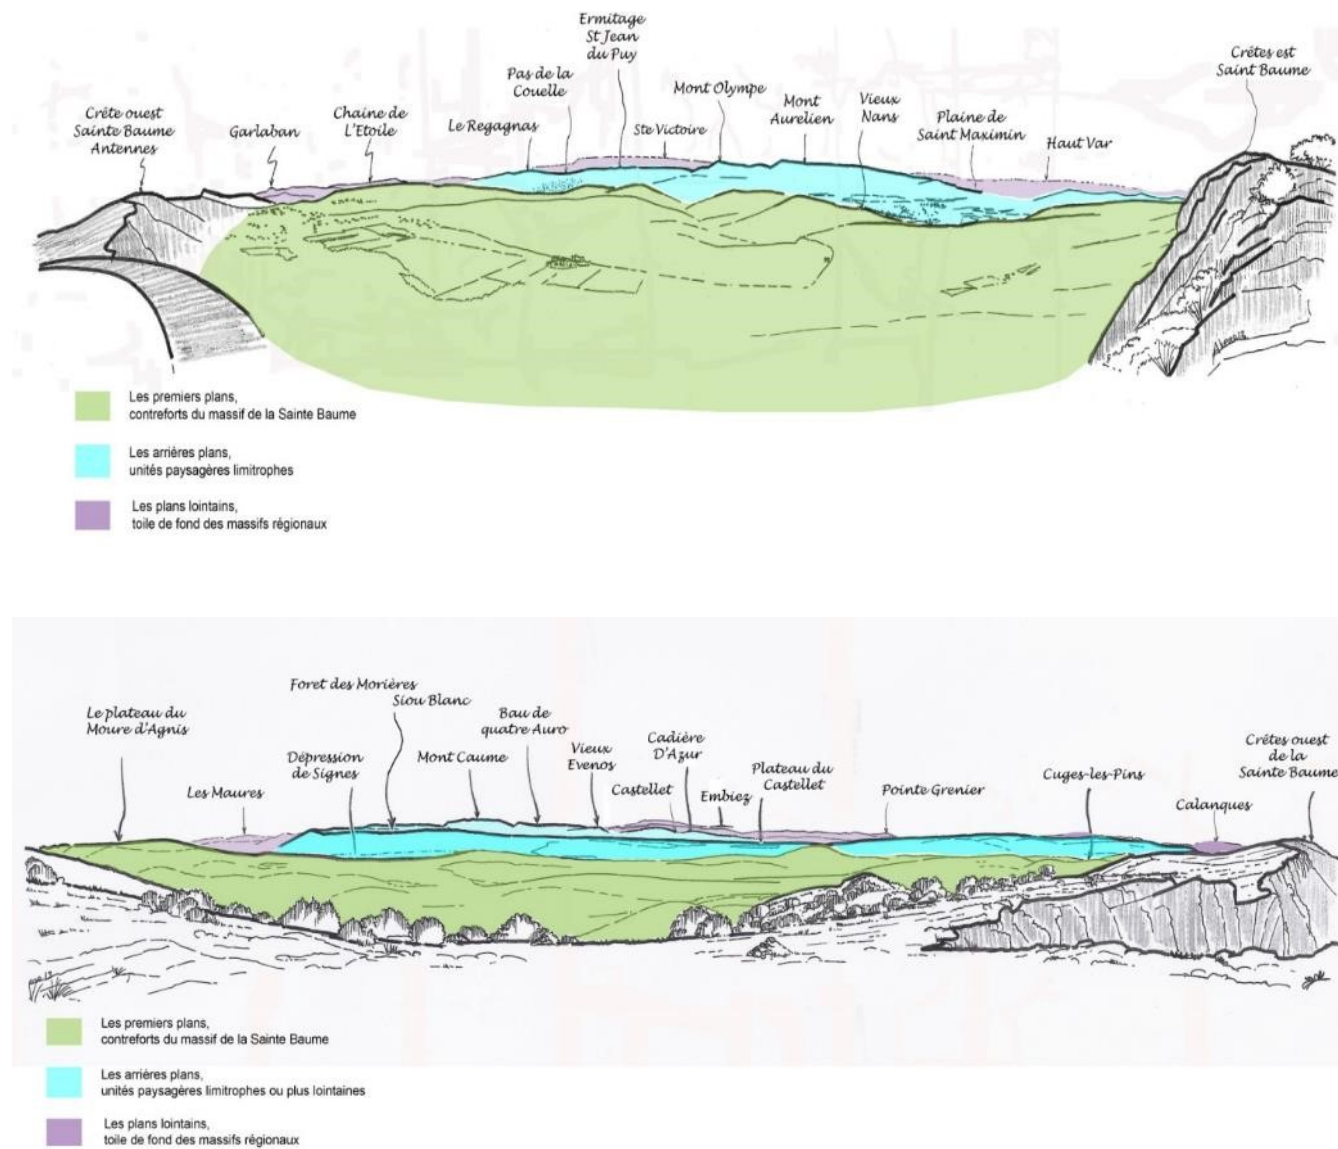 Ermitage
St Jean
du Puy
Crêtes est
Saint Baume
Pas de la
Couelle
Mont Olympe
Mont
Aurelien
Vieux
Nans
Crête ouest
Sainte Baume
Antennes
Garlaban
Chaine de
L'Etoile
Le Regagnas
Ste Victoire
Plaine de
Saint Maximin
Haut Var
Les premiers plans,
contreforts du massif de la Sainte Baume
Les arrières plans,
unités paysagères limitrophes
Les plans lointains,
toile de fond des massifs régionaux
Foret des Morières
Siou Blanc
Le plateau du
Moure d'Agnis
Bau de
quatre Auro
Dépression
de Signes
Mont Caume
Vieux
Evenos
Cadière
D'Azur
Crêtes ouest
de la
Sainte Baume
Les Maures
Castellet
Embiez
Plateau du
Castellet
Pointe Grenier
Cuges-les-Pins
Calanques
Les premiers plans,
contreforts du massif de la Sainte Baume
Les arrières plans,
unités paysagères limitrophes ou plus lointaines
Les plans lointains,
toile de fond des massifs régionaux